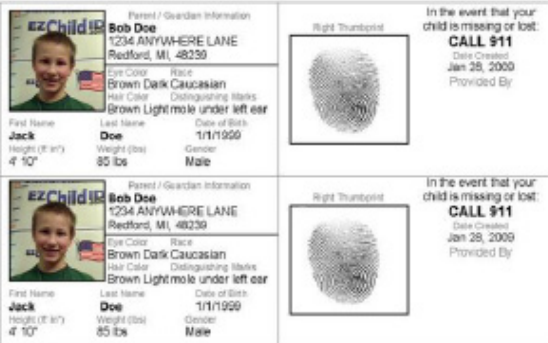 EZChild ID
Parent / Guardian Information
Bob Doe
1234 ANYWHERE LANE
Redford, MI, 48239
Eye Color Race
Brown Dark Caucasian
Hair Color Distinguishing Marks
Brown Light mole under left ear
First Name Last Name Date of Birth
Jack Doe 1/1/1999
Height (ft' in") Weight (lbs) Gender
4' 10" 85 lbs Male
Right Thumbprint
In the event that your
child is missing or lost:
CALL 911
Date Created
Jan 28, 2009
Provided By
EZChild ID
Parent / Guardian Information
Bob Doe
1234 ANYWHERE LANE
Redford, MI, 48239
Eye Color Race
Brown Dark Caucasian
Hair Color Distinguishing Marks
Brown Light mole under left ear
First Name Last Name Date of Birth
Jack Doe 1/1/1999
Height (ft' in") Weight (lbs) Gender
4' 10" 85 lbs Male
Right Thumbprint
In the event that your
child is missing or lost:
CALL 911
Date Created
Jan 28, 2009
Provided By